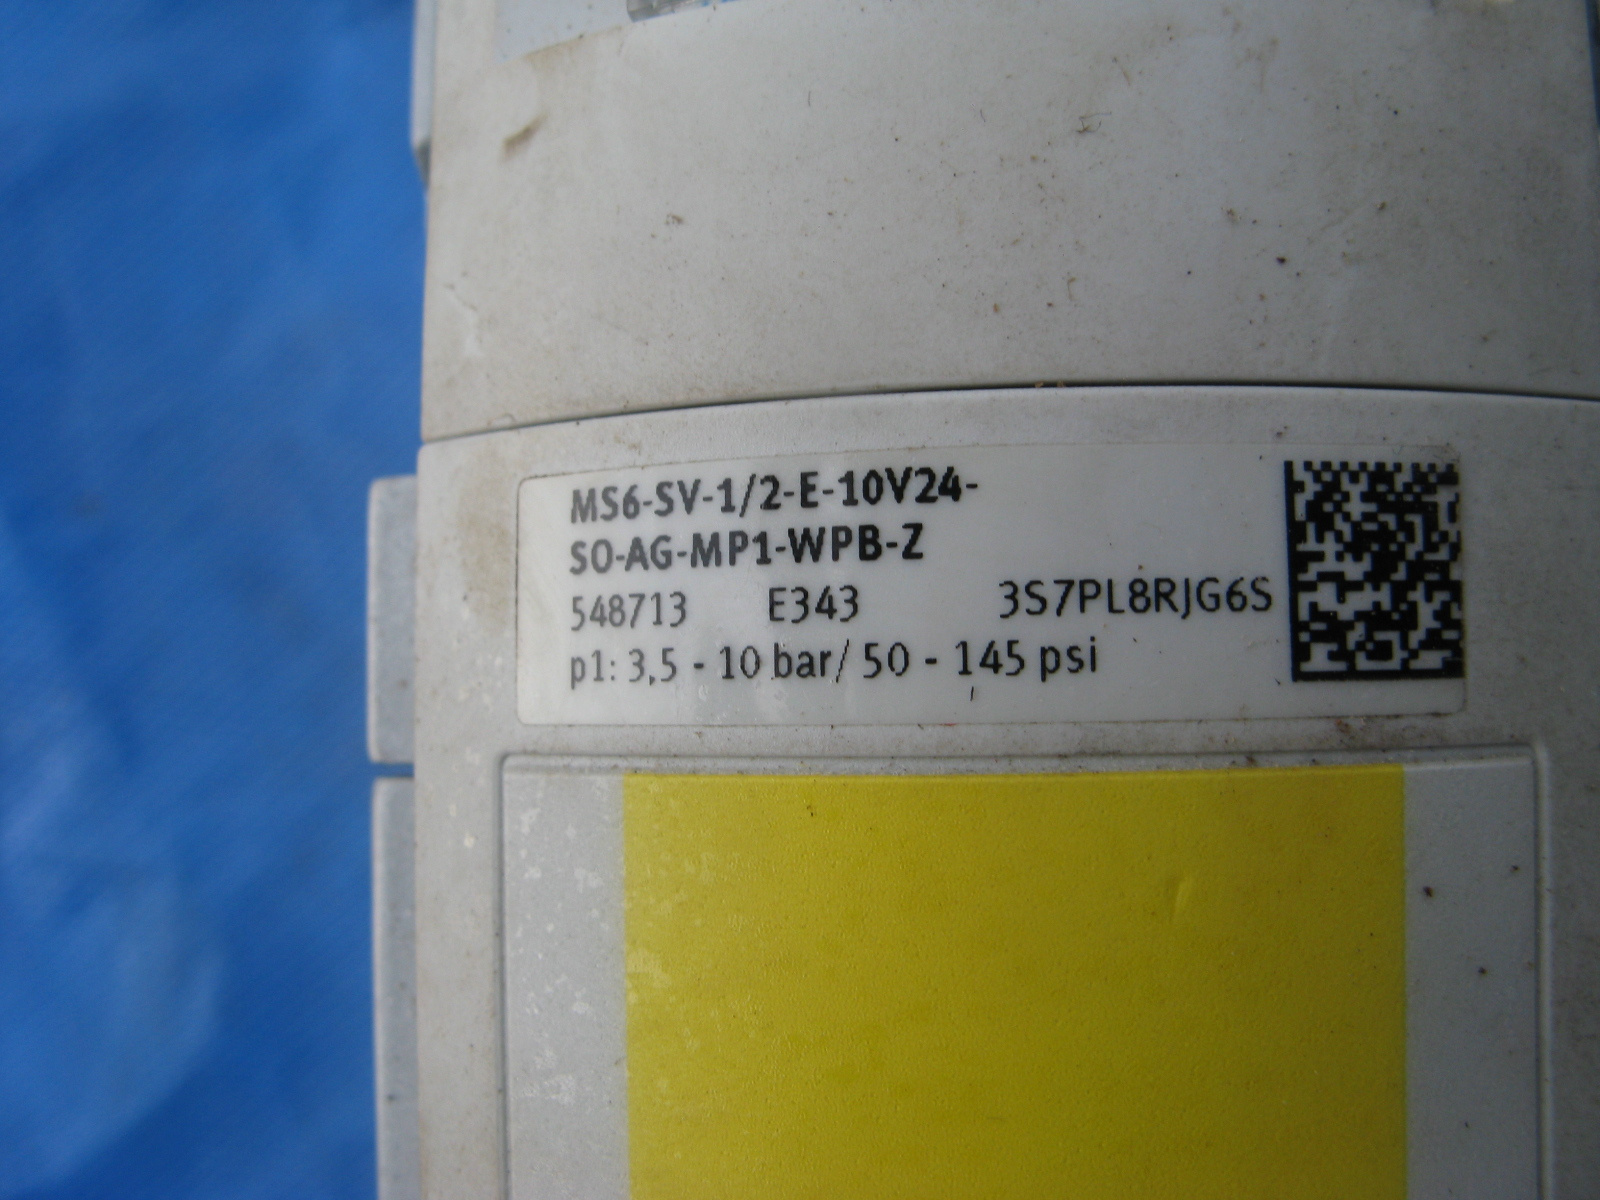 MS6-SV-1/2-E-10V24-
SO-AG-MP1-WPB-Z
548713 E343 3S7PL8RJG6S
p1: 3,5 - 10 bar/ 50 - 145 psi